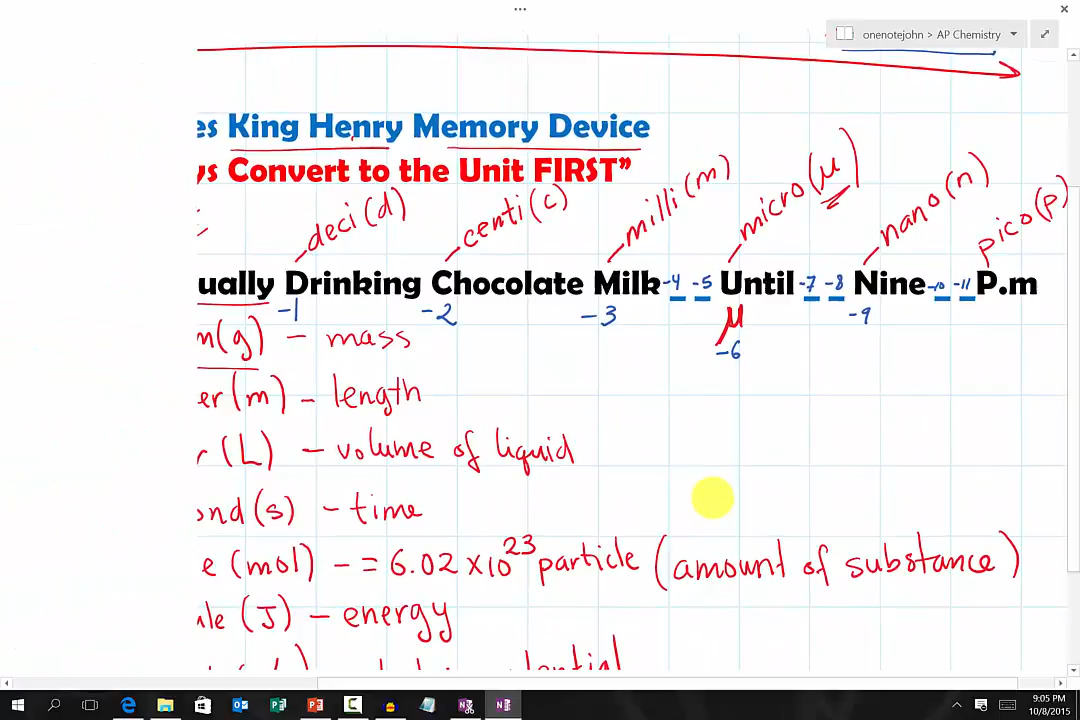 onenotejohn > AP Chemistry
es King Henry Memory Device
ys Convert to the Unit FIRST”
deci(d) centi(c) milli(m) micro(μ) nano(n) pico(p)
ually Drinking Chocolate Milk -4 -5 Until -7 -8 Nine -10 -11 P.m
-1 -2 -3 μ -6 -9
m(g) - mass
er(m) - length
r(L) - volume of liquid
ond(s) - time
e(mol) - = 6.02 x 10^23 particle (amount of substance)
ule (J) - energy
9:05 PM
10/8/2015